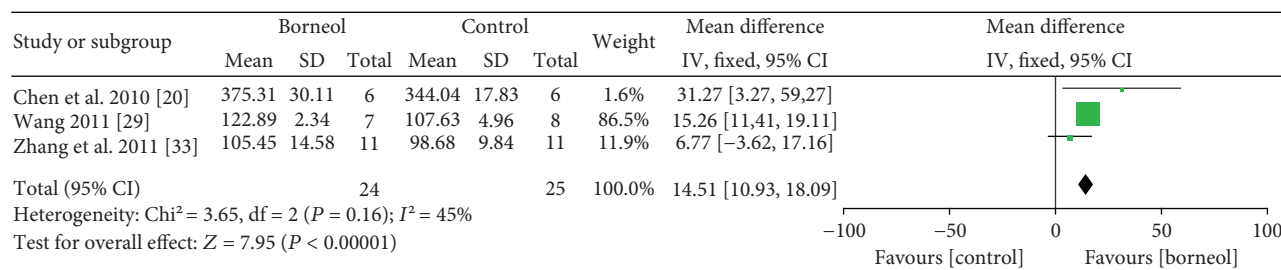 Study or subgroup Borneol Control Weight Mean difference Mean difference
Mean SD Total Mean SD Total IV, fixed, 95% CI IV, fixed, 95% CI
Chen et al. 2010 [20] 375.31 30.11 6 344.04 17.83 6 1.6% 31.27 [3.27, 59,27]
Wang 2011 [29] 122.89 2.34 7 107.63 4.96 8 86.5% 15.26 [11,41, 19.11]
Zhang et al. 2011 [33] 105.45 14.58 11 98.68 9.84 11 11.9% 6.77 [−3.62, 17.16]
Total (95% CI) 24 25 100.0% 14.51 [10.93, 18.09]
Heterogeneity: Chi² = 3.65, df = 2 (P = 0.16); I² = 45%
Test for overall effect: Z = 7.95 (P < 0.00001)
−100 −50 0 50 100
Favours [control] Favours [borneol]